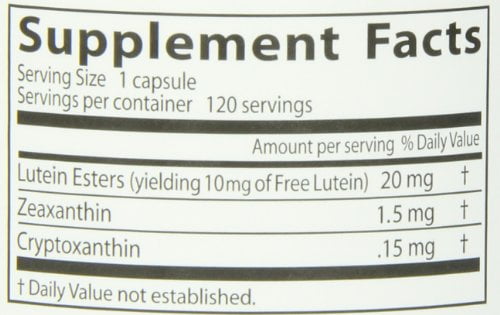 Supplement Facts
Serving Size 1 capsule
Servings per container 120 servings
Amount per serving % Daily Value
Lutein Esters (yielding 10mg of Free Lutein) 20 mg †
Zeaxanthin 1.5 mg †
Cryptoxanthin .15 mg †
† Daily Value not established.